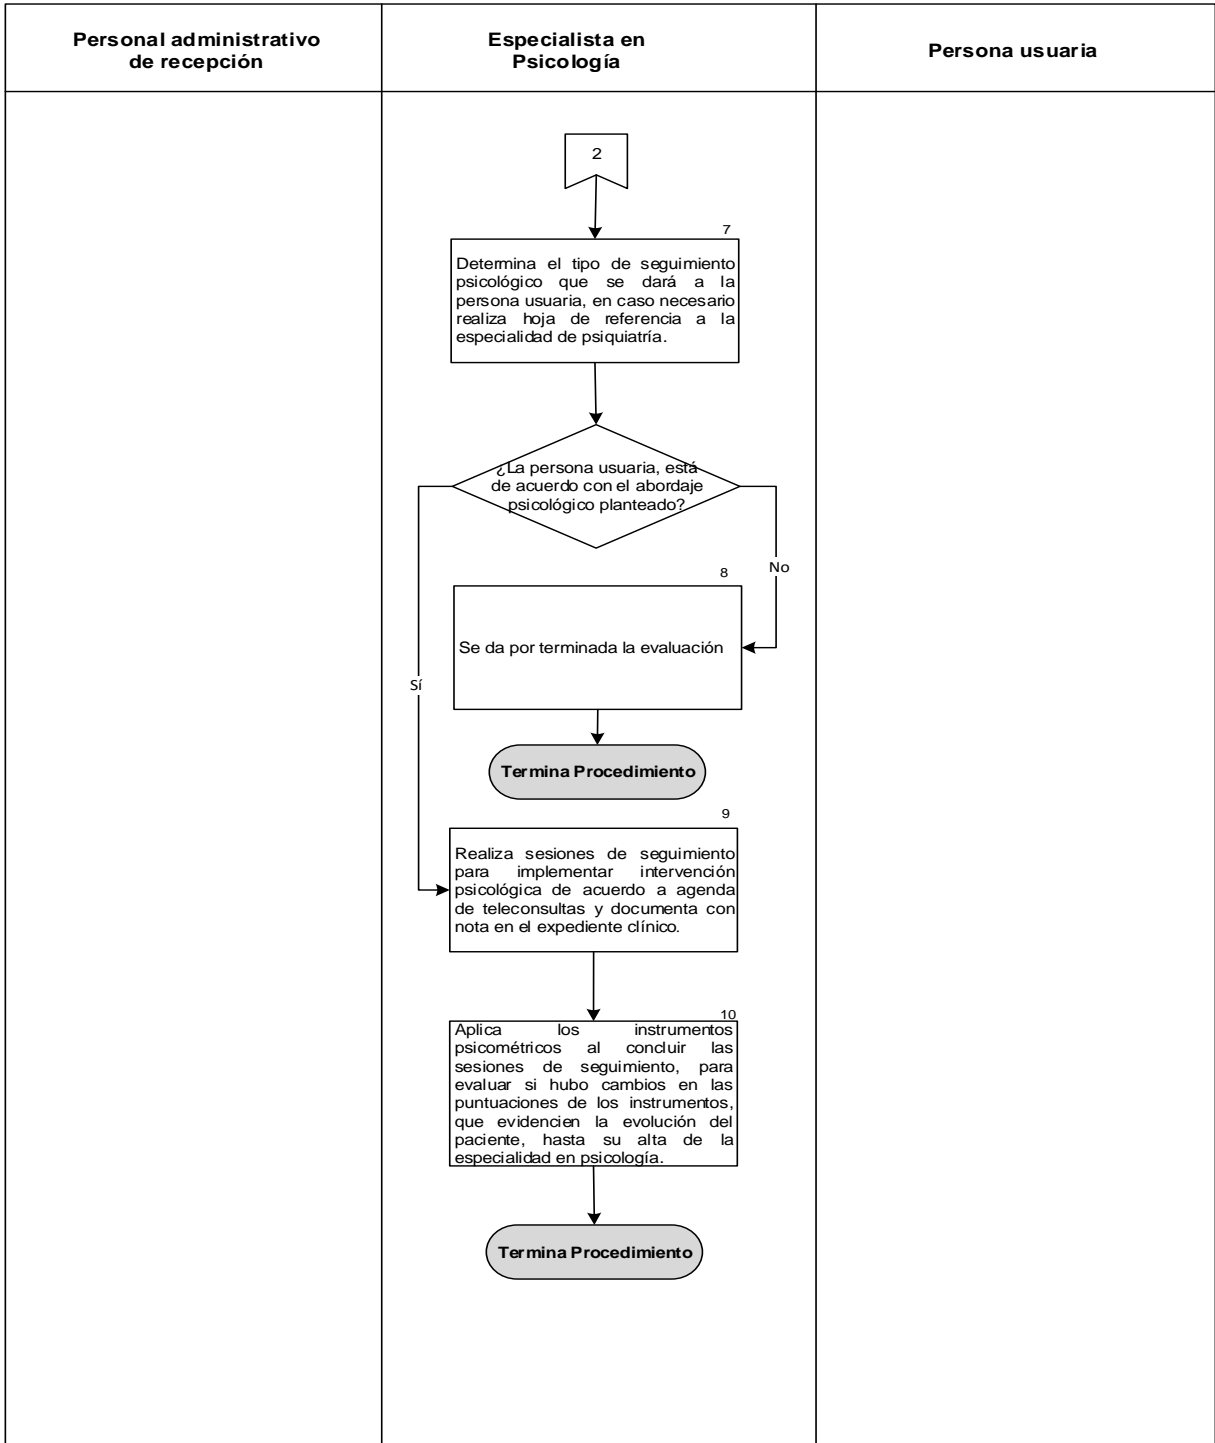 Personal administrativo
de recepción
Especialista en
Psicología
Persona usuaria
2
7
Determina el tipo de seguimiento
psicológico que se dará a la
persona usuaria, en caso necesario
realiza hoja de referencia a la
especialidad de psiquiatría.
¿La persona usuaria, está
de acuerdo con el abordaje
psicológico planteado?
No
8
Se da por terminada la evaluación
Sí
Termina Procedimiento
9
Realiza sesiones de seguimiento
para implementar intervención
psicológica de acuerdo a agenda
de teleconsultas y documenta con
nota en el expediente clínico.
10
Aplica los instrumentos
psicométricos al concluir las
sesiones de seguimiento, para
evaluar si hubo cambios en las
puntuaciones de los instrumentos,
que evidencien la evolución del
paciente, hasta su alta de la
especialidad en psicología.
Termina Procedimiento